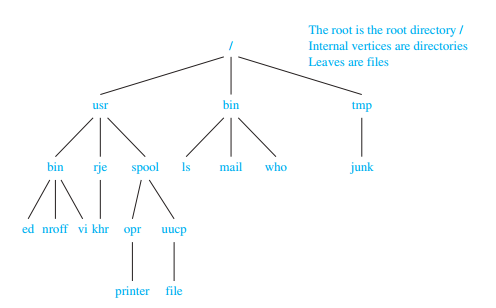 The root is the root directory /
/
Internal vertices are directories
Leaves are files
usr bin tmp
bin rje spool ls mail who junk
ed nroff vi khr opr uucp
printer file